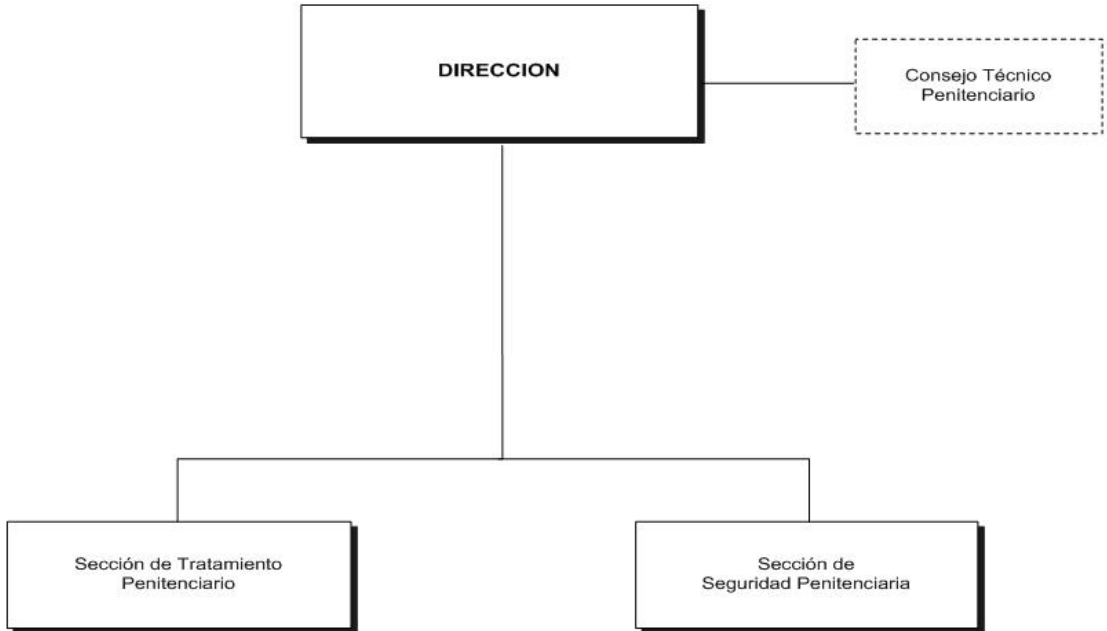 DIRECCION
Consejo Técnico
Penitenciario
Sección de Tratamiento
Penitenciario
Sección de
Seguridad Penitenciaria